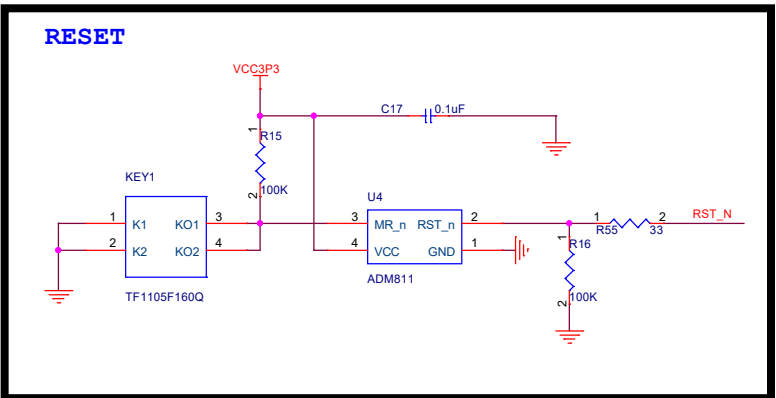 RESET
VCC3P3
C17 0.1uF
1
R15
2
100K
KEY1
1 K1 KO1 3
2 K2 KO2 4
TF1105F160Q
U4
3 MR_n RST_n 2
4 VCC GND 1
ADM811
1 2 RST_N
R55 33
1
R16
2
100K